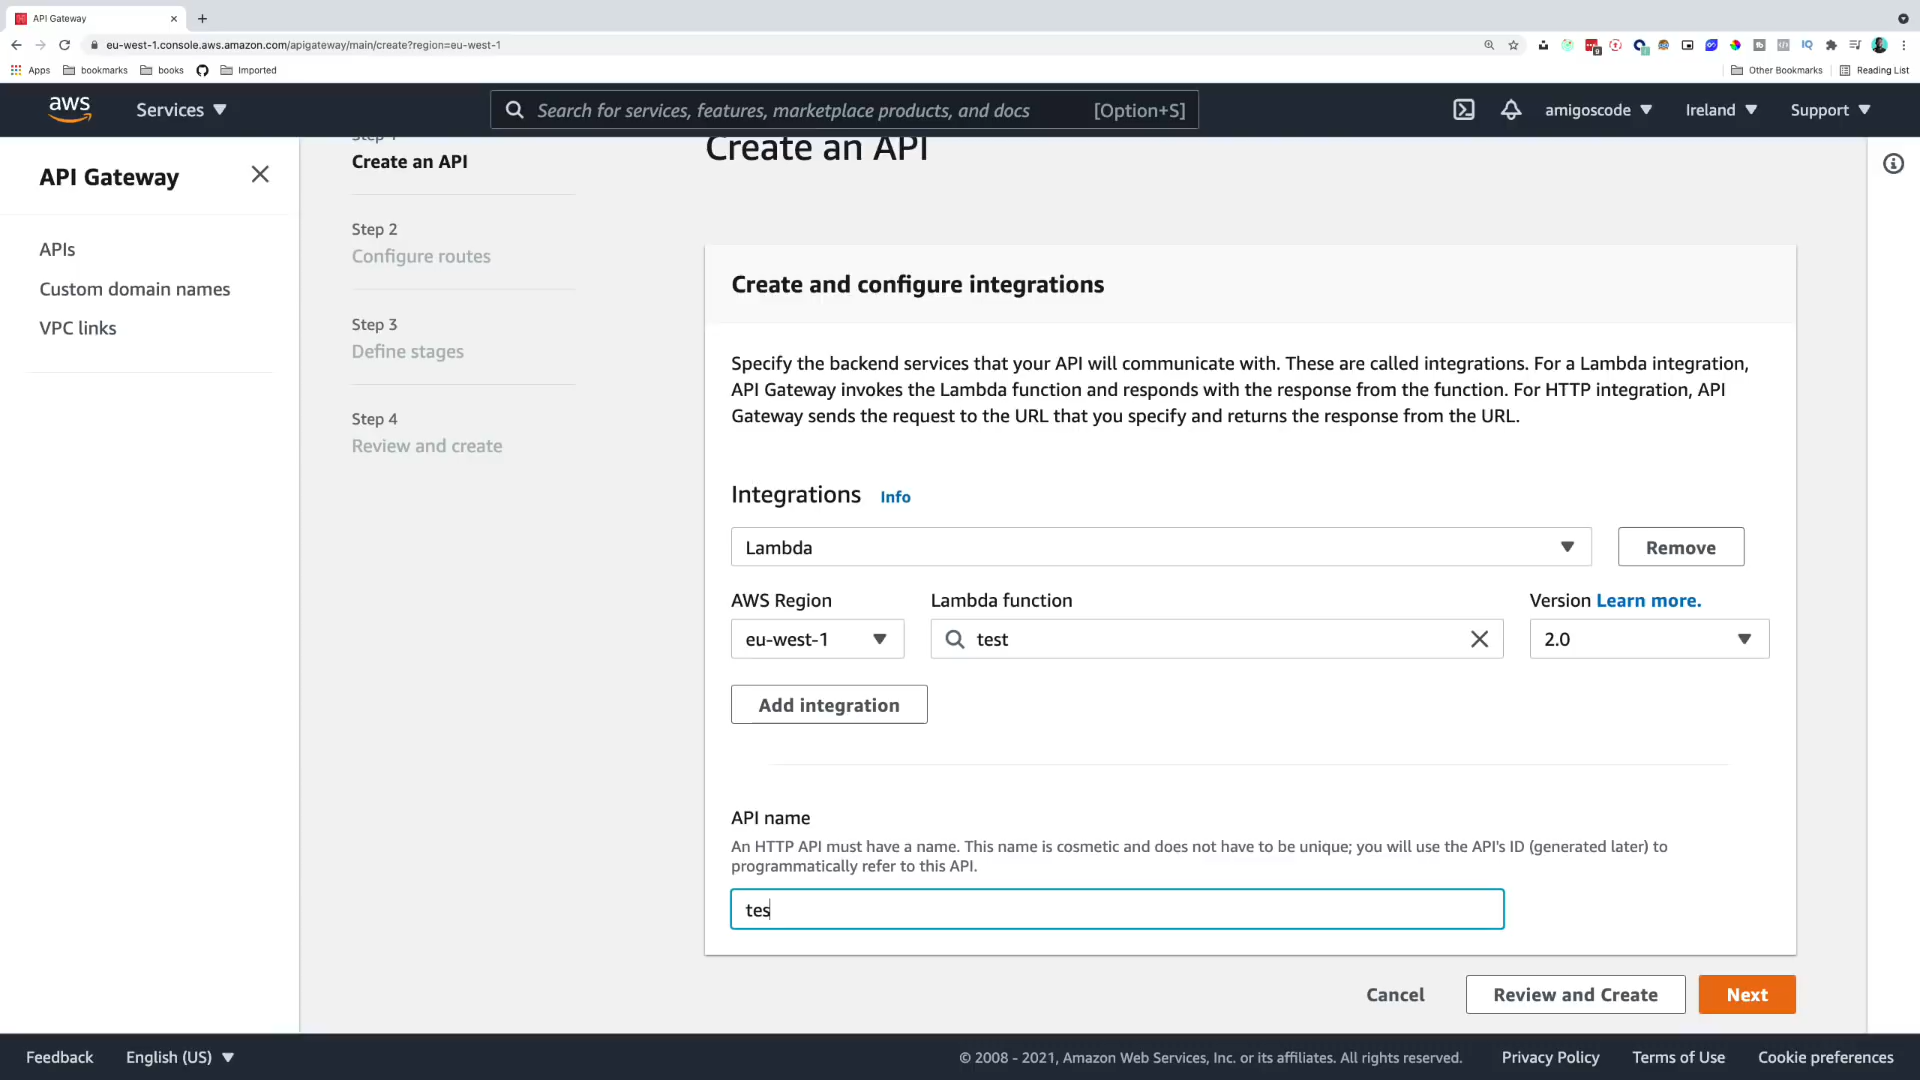 API Gateway
eu-west-1.console.aws.amazon.com/apigateway/main/create?region=eu-west-1
Apps
bookmarks
books
Imported
Other Bookmarks
Reading List
aws
Services
Search for services, features, marketplace products, and docs
[Option+S]
amigoscode
Ireland
Support
API Gateway
APIs
Custom domain names
VPC links
Step 1
Create an API
Step 2
Configure routes
Step 3
Define stages
Step 4
Review and create
Create an API
Create and configure integrations
Specify the backend services that your API will communicate with. These are called integrations. For a Lambda integration,
API Gateway invokes the Lambda function and responds with the response from the function. For HTTP integration, API
Gateway sends the request to the URL that you specify and returns the response from the URL.
Integrations Info
Lambda
Remove
AWS Region
Lambda function
Version Learn more.
eu-west-1
test
2.0
Add integration
API name
An HTTP API must have a name. This name is cosmetic and does not have to be unique; you will use the API's ID (generated later) to
programmatically refer to this API.
tes
Cancel
Review and Create
Next
Feedback
English (US)
© 2008 - 2021, Amazon Web Services, Inc. or its affiliates. All rights reserved.
Privacy Policy
Terms of Use
Cookie preferences